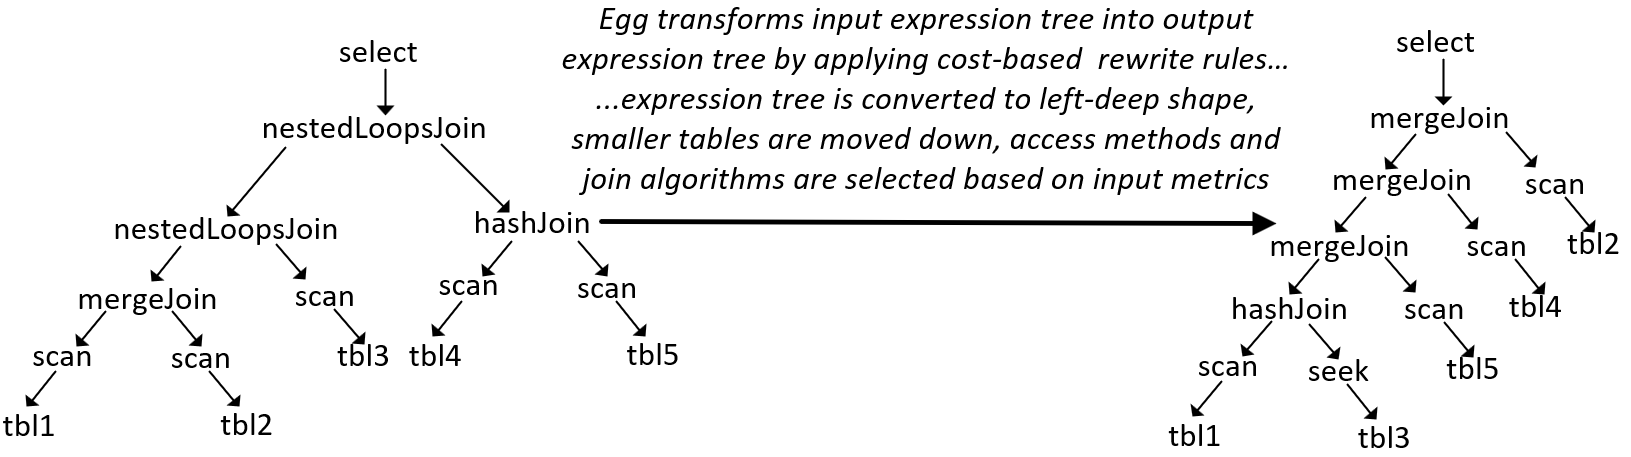 Egg transforms input expression tree into output
expression tree by applying cost-based rewrite rules...
...expression tree is converted to left-deep shape,
smaller tables are moved down, access methods and
join algorithms are selected based on input metrics
select
nestedLoopsJoin
nestedLoopsJoin
hashJoin
mergeJoin
scan
scan
scan
scan
scan
tbl3
tbl4
tbl5
tbl1
tbl2
select
mergeJoin
mergeJoin
scan
mergeJoin
scan
tbl2
hashJoin
scan
tbl4
scan
seek
tbl5
tbl1
tbl3